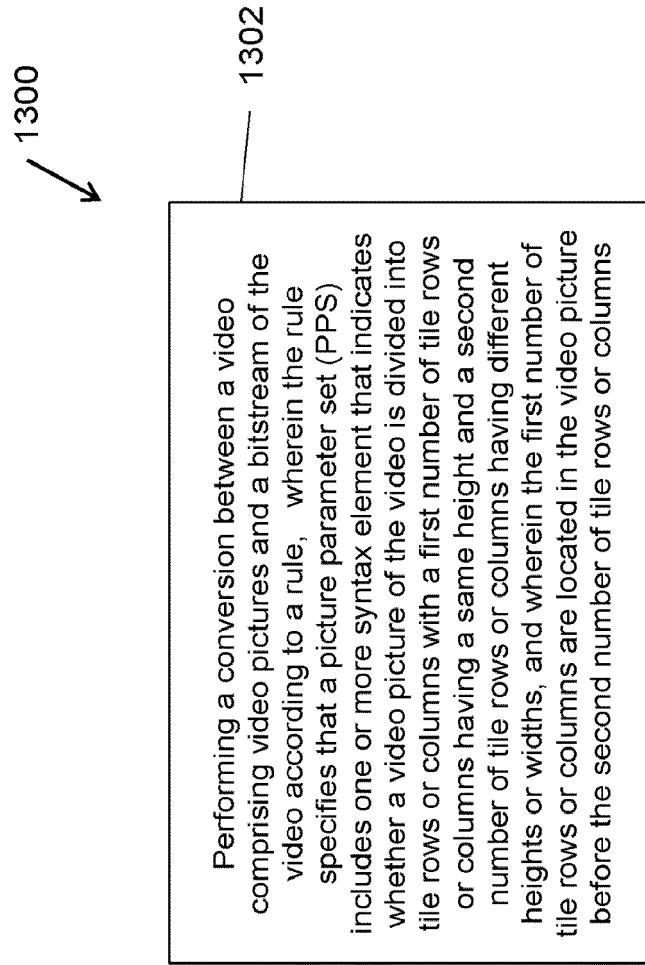 1300
1302
Performing a conversion between a video
comprising video pictures and a bitstream of the
video according to a rule, wherein the rule
specifies that a picture parameter set (PPS)
includes one or more syntax element that indicates
whether a video picture of the video is divided into
tile rows or columns with a first number of tile rows
or columns having a same height and a second
number of tile rows or columns having different
heights or widths, and wherein the first number of
tile rows or columns are located in the video picture
before the second number of tile rows or columns